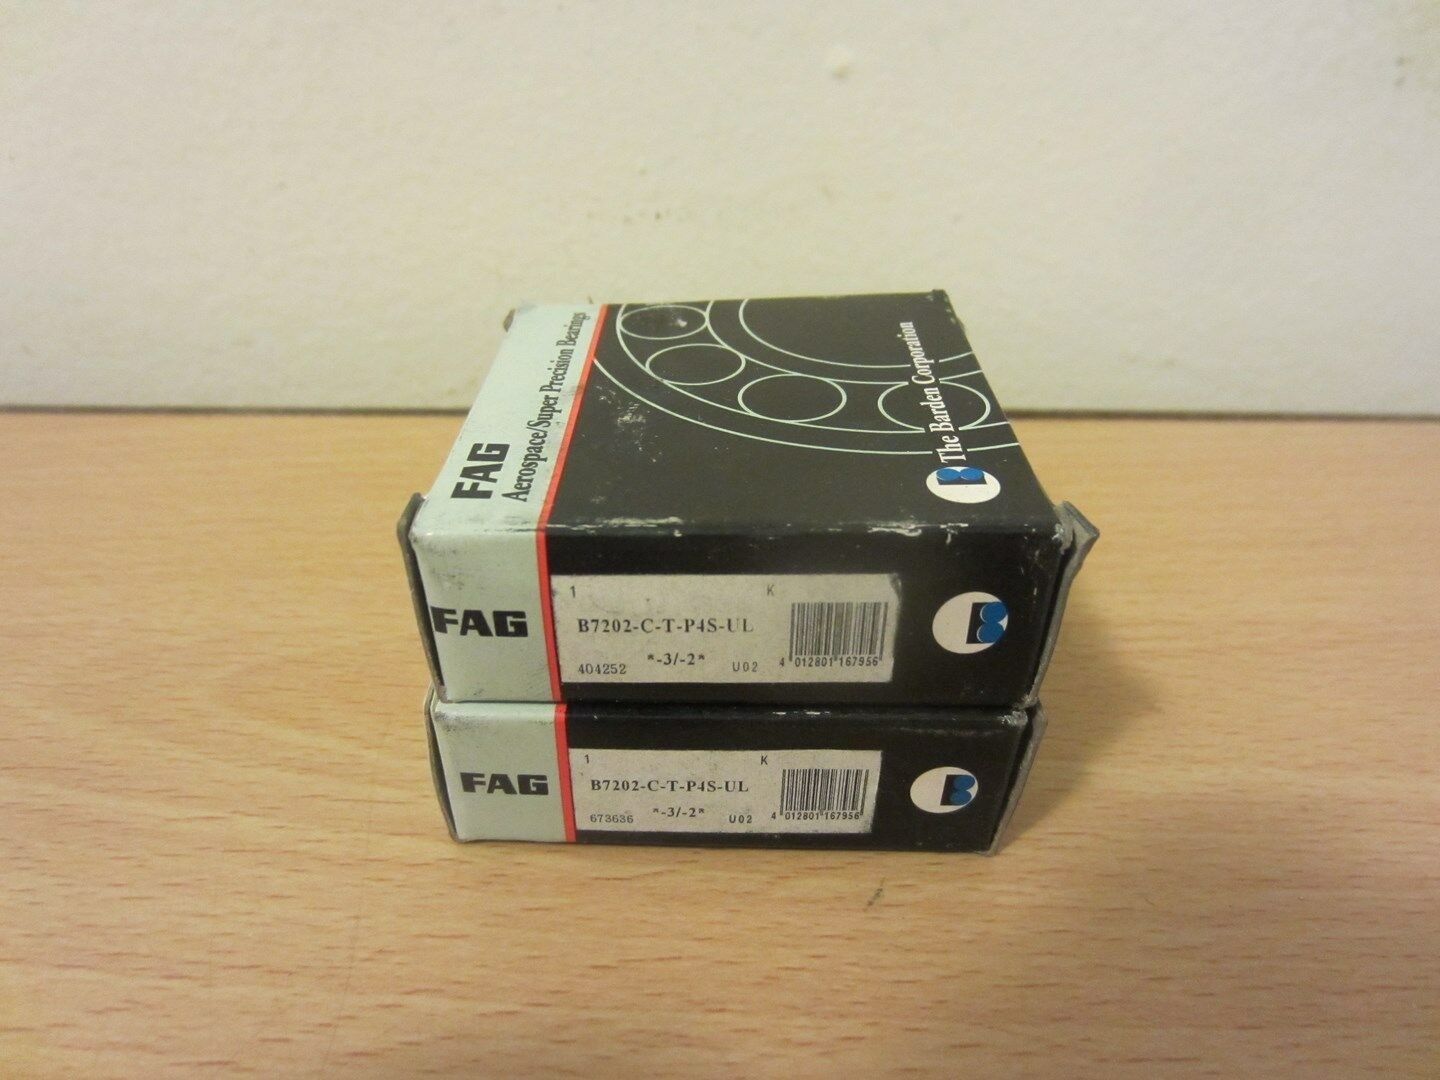 FAG
Aerospace/Super Precision Bearings
The Barden Corporation
B
FAG
1 K
B7202-C-T-P4S-UL
404252 *-3/-2* U02 4 012801 167956
B
FAG
1 K
B7202-C-T-P4S-UL
673636 *-3/-2* U02 4 012801 167956
B